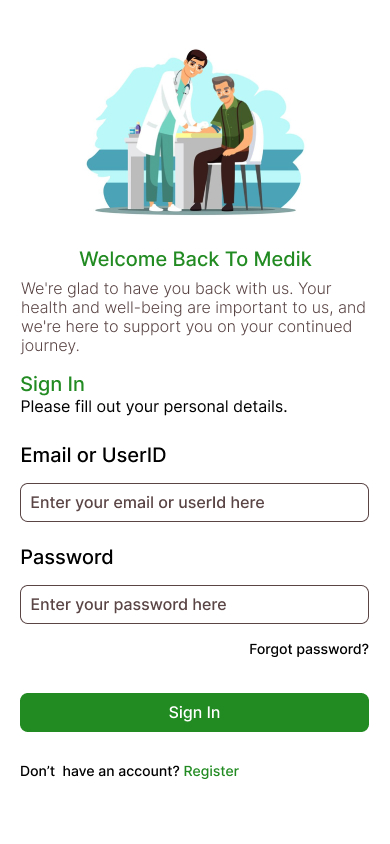 Welcome Back To Medik
We're glad to have you back with us. Your
health and well-being are important to us, and
we're here to support you on your continued
journey.
Sign In
Please fill out your personal details.
Email or UserID
Enter your email or userId here
Password
Enter your password here
Forgot password?
Sign In
Don’t  have an account? Register